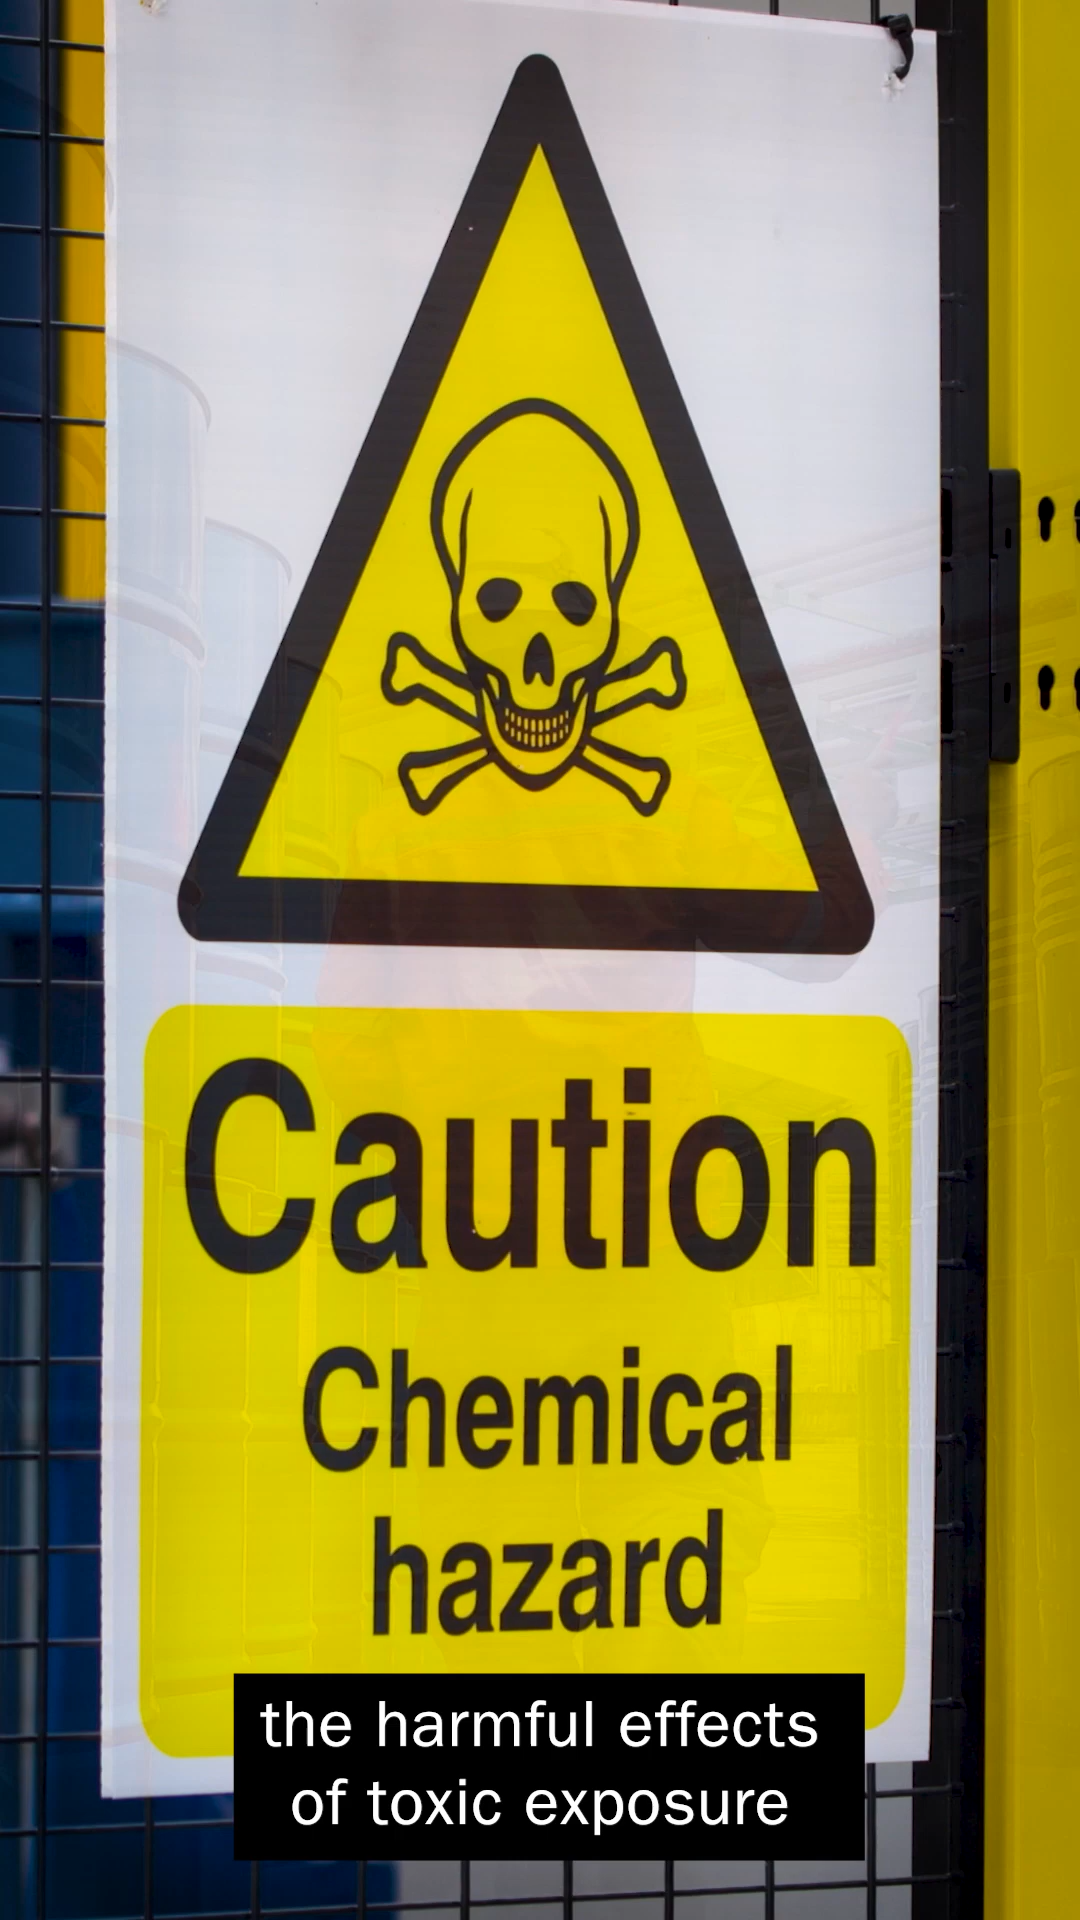 Caution
Chemical
hazard
the harmful effects
of toxic exposure